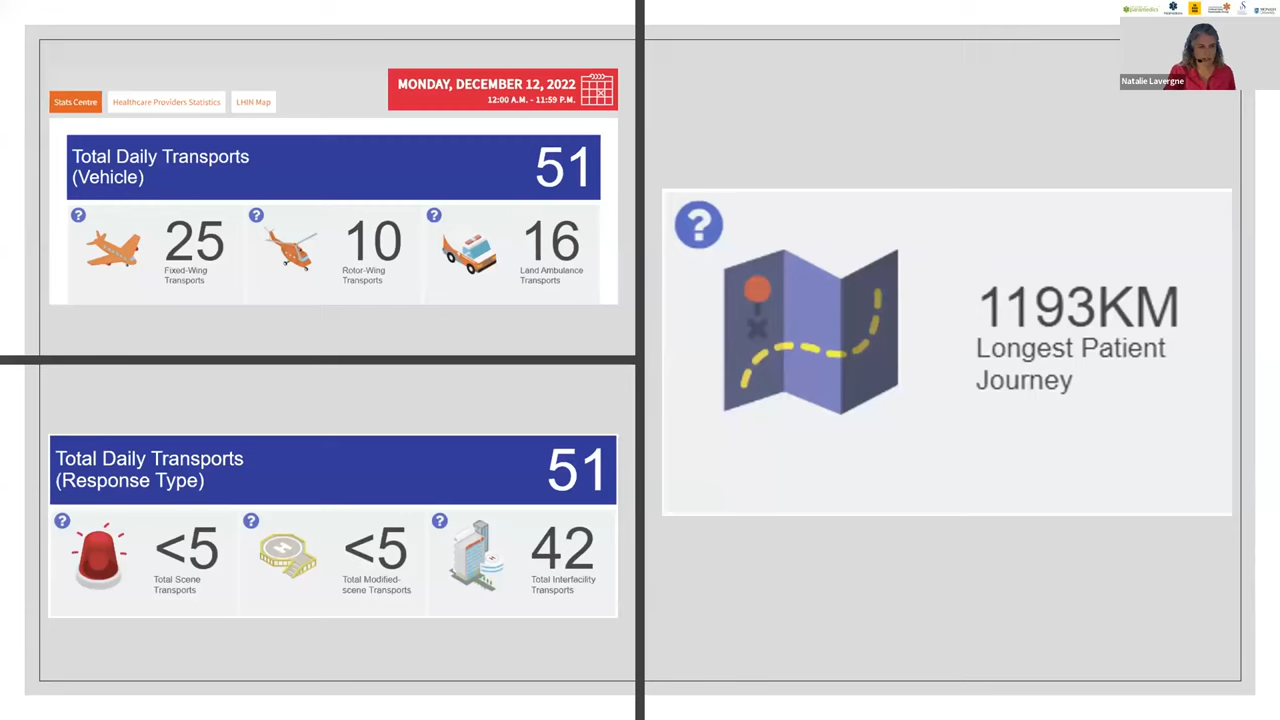 MONDAY, DECEMBER 12, 2022
12:00 A.M. - 11:59 P.M.
Stats Centre
Healthcare Providers Statistics
LHIN Map
Total Daily Transports
(Vehicle)
51
?
25
Fixed-Wing
Transports
?
10
Rotor-Wing
Transports
?
16
Land Ambulance
Transports
Total Daily Transports
(Response Type)
51
?
<5
Total Scene
Transports
?
H
<5
Total Modified-
scene Transports
?
42
Total Interfacility
Transports
?
1193KM
Longest Patient
Journey
Natalie Lavergne